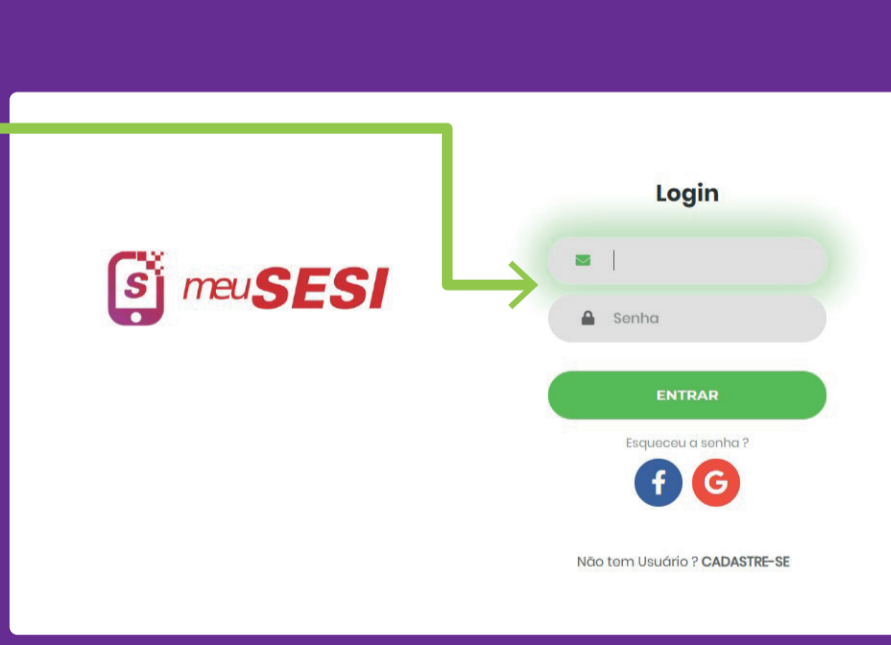 Login
S meuSESI
Senha
ENTRAR
Esqueceu a senha ?
f G
Não tem Usuário ? CADASTRE-SE